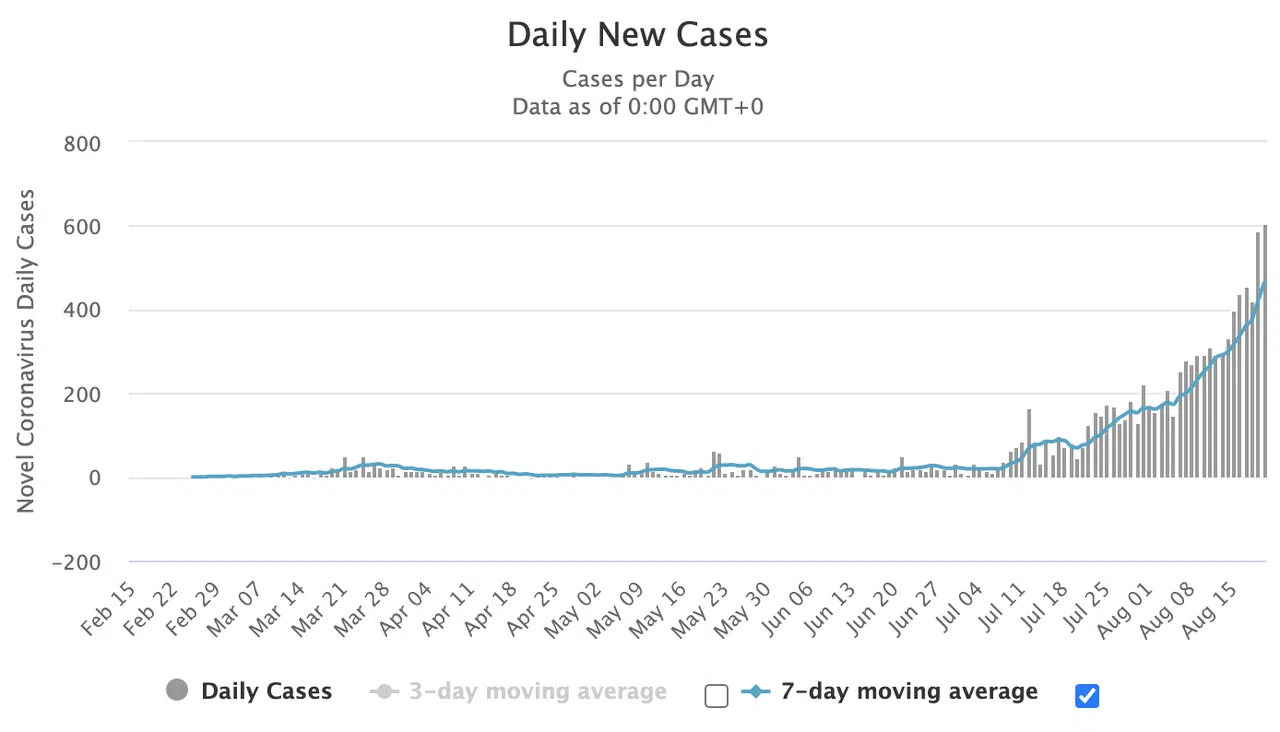 Daily New Cases
Cases per Day
Data as of 0:00 GMT+0
Novel Coronavirus Daily Cases
800
600
400
200
0
−200
Feb 15
Feb 22
Feb 29
Mar 07
Mar 14
Mar 21
Mar 28
Apr 04
Apr 11
Apr 18
Apr 25
May 02
May 09
May 16
May 23
May 30
Jun 06
Jun 13
Jun 20
Jun 27
Jul 04
Jul 11
Jul 18
Jul 25
Aug 01
Aug 08
Aug 15
Daily Cases 3-day moving average 7-day moving average